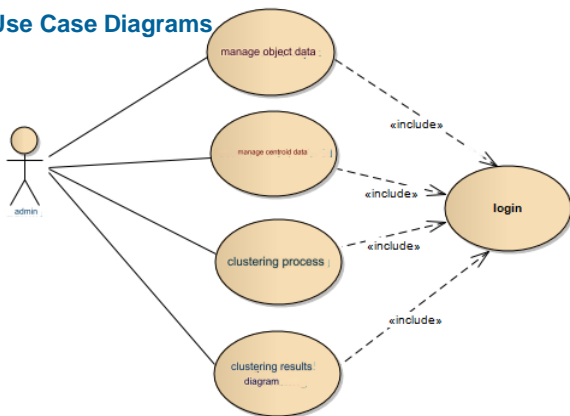 Use Case Diagrams
manage object data
«include»
manage centroid data
«include»
admin
login
«include»
clustering process
«include»
clustering results
diagram